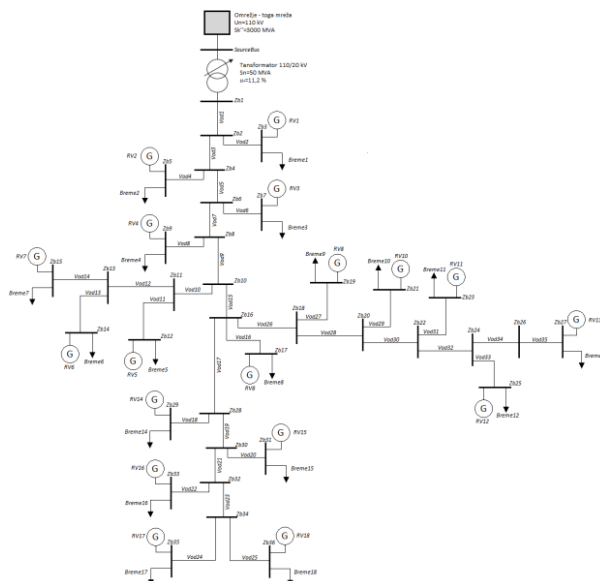 Omrežje - toga mreža
Un=110 kV
Sk''=3000 MVA
SourceBus
Tansformator 110/20 kV
Sn=50 MVA
uₖ=11,2 %
Zb1
Vod1
RV1
G
Zb2
Zb3
Vod2
Breme1
Vod3
RV2
G
Zb5
Zb4
Vod4
Breme2
Vod5
RV3
G
Zb6
Zb7
Vod6
Breme3
Vod7
RV4
G
Zb9
Zb8
Vod8
Breme4
Vod9
RV7
G
Zb15
Vod14
Zb13
Vod12
Zb11
Vod10
Zb10
Breme7
Vod13
Vod11
Vod15
Zb14
Zb12
G
RV6
Breme6
G
RV5
Breme5
Zb16
Vod26
Zb18
Vod16
Zb17
G
RV8
Breme8
Breme9
RV8
G
Zb19
Vod27
Vod28
Zb20
Breme10
RV10
G
Zb21
Vod29
Vod30
Zb22
Breme11
RV11
G
Zb23
Vod31
Vod32
Zb24
Vod33
Zb25
G
RV12
Breme12
Vod34
Zb26
Vod35
Zb27
G
RV13
Breme
Vod17
RV14
G
Zb29
Zb28
Vod18
Breme14
Vod19
RV15
G
Zb30
Zb31
Vod20
Breme15
Vod21
RV16
G
Zb33
Zb32
Vod22
Breme16
Vod23
Zb34
RV17
G
Zb35
Vod24
Breme17
Vod25
Zb36
G
RV18
Breme18